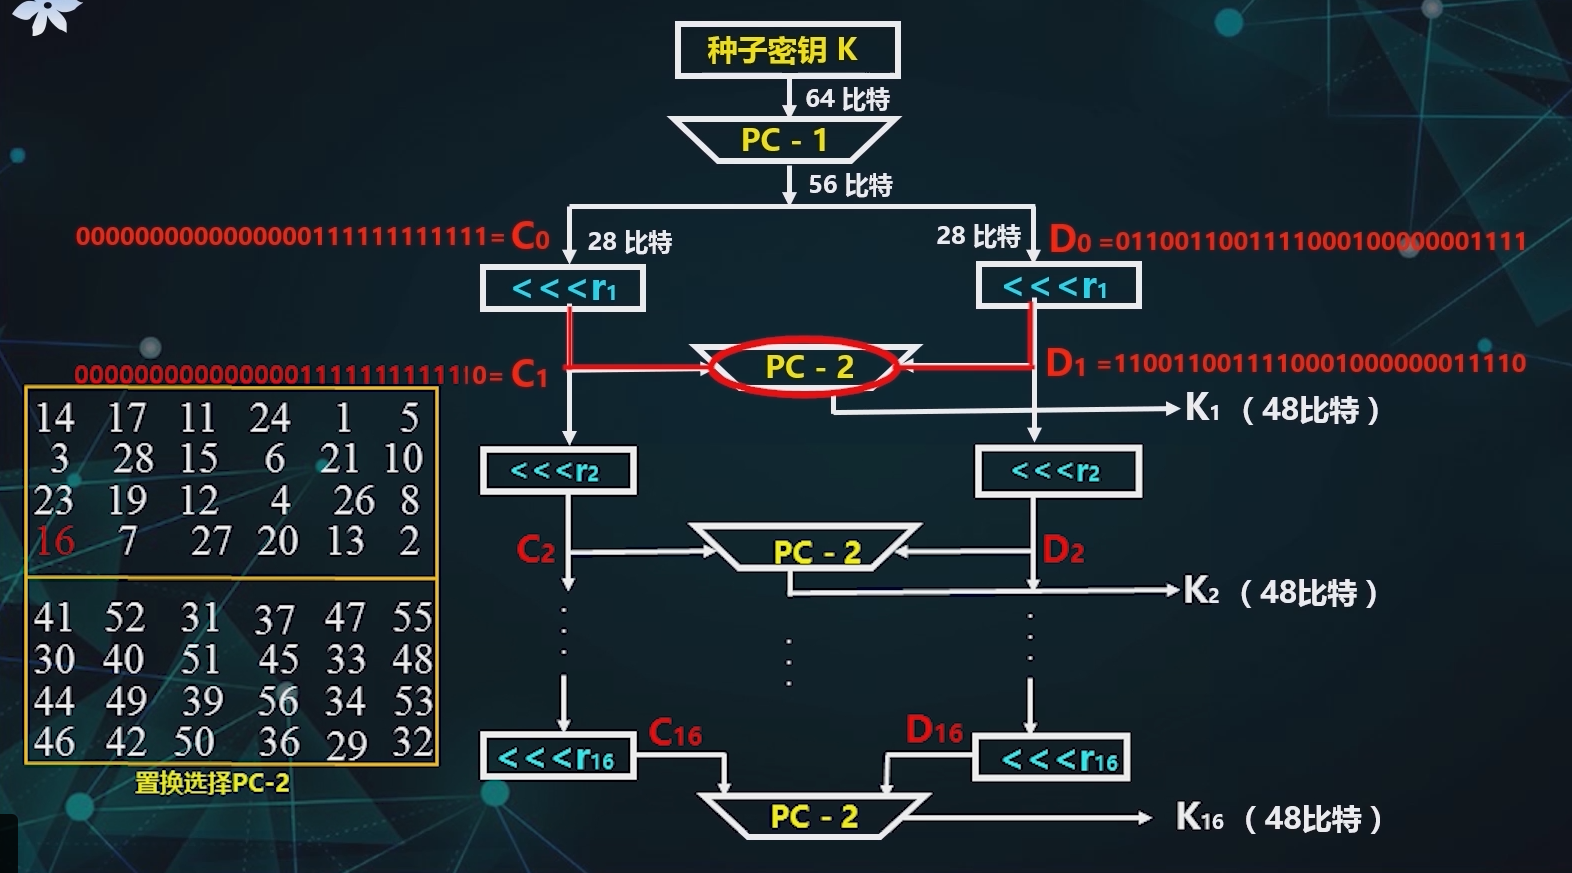 种子密钥 K
64 比特
PC - 1
56 比特
0000000000000000111111111111= C0
28 比特
28 比特
D0 =0110011001111000100000001111
<<<r1
<<<r1
0000000000000001111111111110= C1
PC - 2
D1 =1100110011110001000000011110
K1 （48比特）
14 17 11 24 1 5
3 28 15 6 21 10
23 19 12 4 26 8
16 7 27 20 13 2
<<<r2
<<<r2
C2
PC - 2
D2
K2 （48比特）
41 52 31 37 47 55
30 40 51 45 33 48
44 49 39 56 34 53
46 42 50 36 29 32
置换选择PC-2
<<<r16
C16
D16
<<<r16
PC - 2
K16 （48比特）